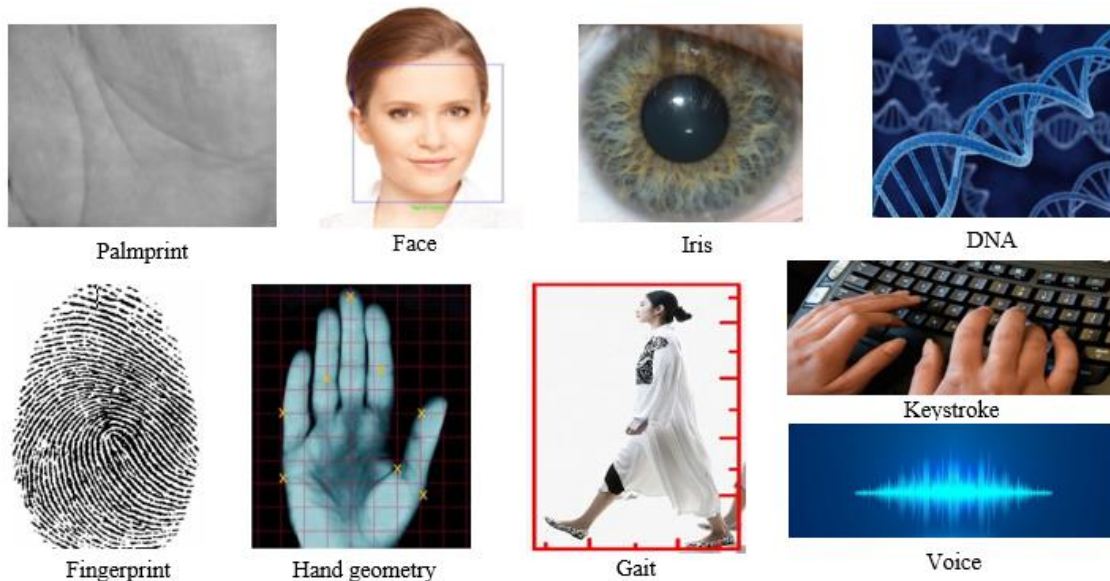 Palmprint
Face
Iris
DNA
Fingerprint
Hand geometry
Gait
Keystroke
Voice